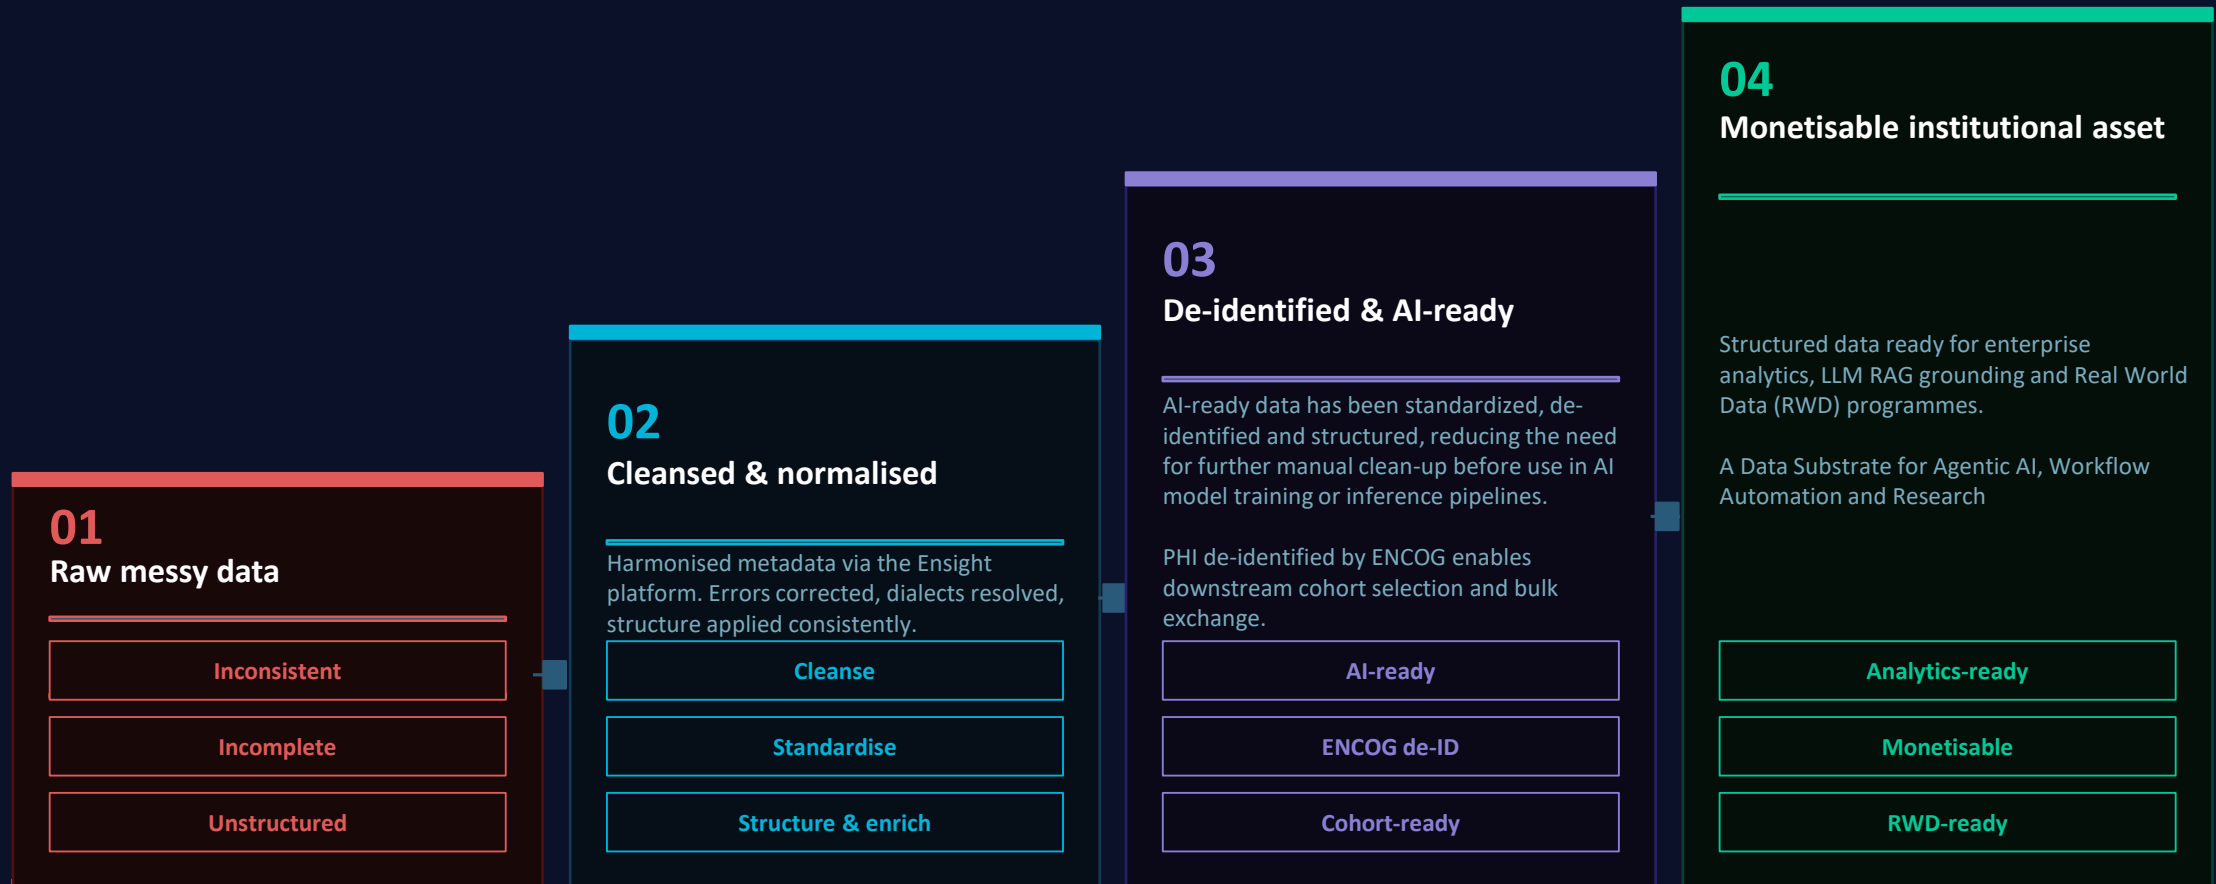 01
Raw messy data
Inconsistent
Incomplete
Unstructured
02
Cleansed & normalised
Harmonised metadata via the Ensight
platform. Errors corrected, dialects resolved,
structure applied consistently.
Cleanse
Standardise
Structure & enrich
03
De-identified & AI-ready
AI-ready data has been standardized, de-
identified and structured, reducing the need
for further manual clean-up before use in AI
model training or inference pipelines.
PHI de-identified by ENCOG enables
downstream cohort selection and bulk
exchange.
AI-ready
ENCOG de-ID
Cohort-ready
04
Monetisable institutional asset
Structured data ready for enterprise
analytics, LLM RAG grounding and Real World
Data (RWD) programmes.
A Data Substrate for Agentic AI, Workflow
Automation and Research
Analytics-ready
Monetisable
RWD-ready